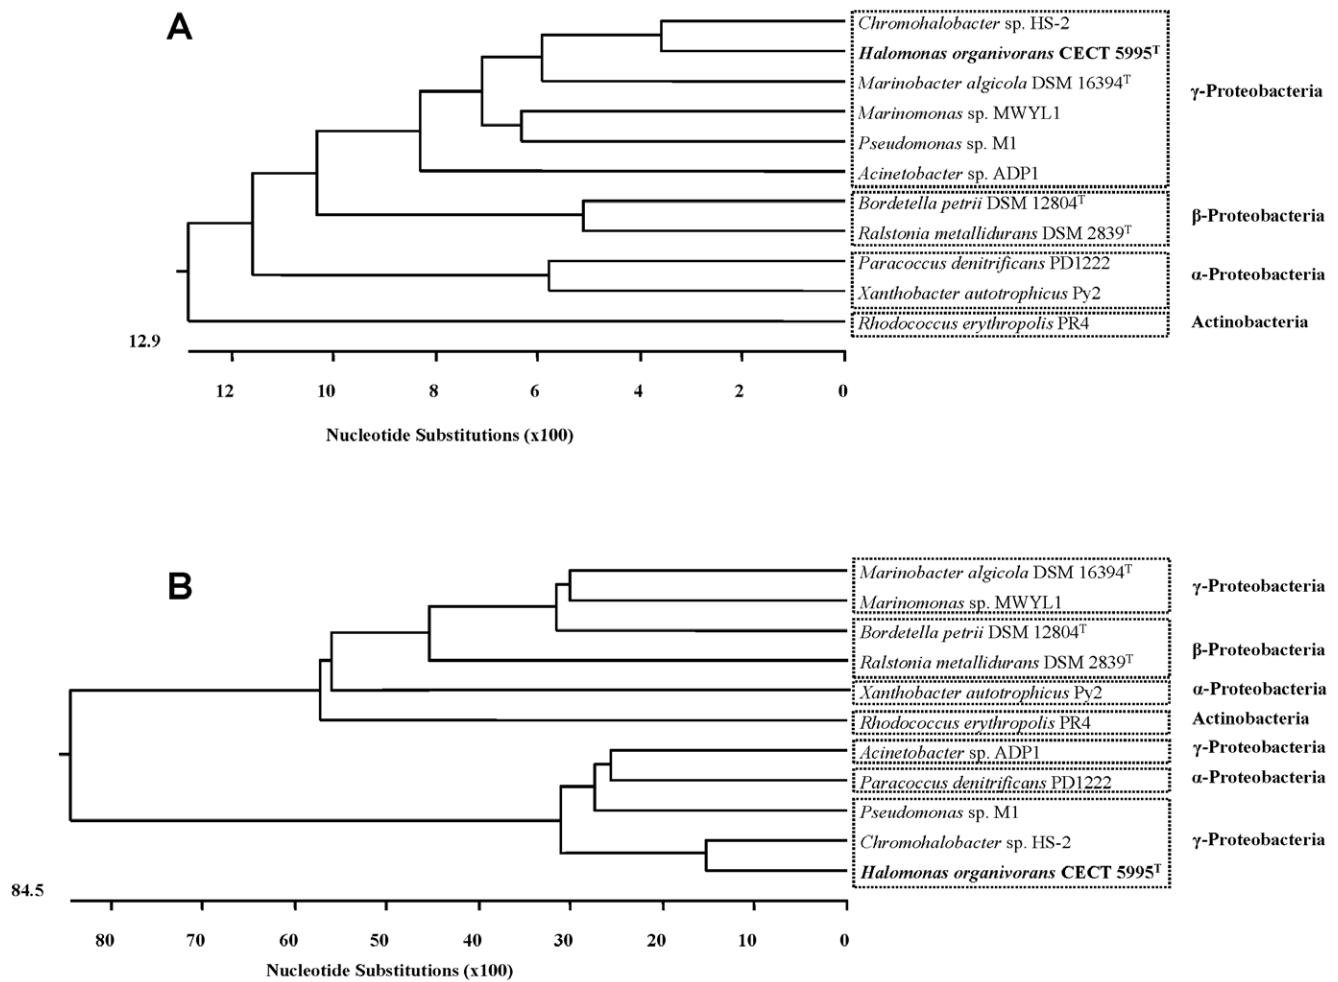 A
Chromohalobacter sp. HS-2
Halomonas organivorans CECT 5995ᵀ
Marinobacter algicola DSM 16394ᵀ
γ-Proteobacteria
Marinomonas sp. MWYL1
Pseudomonas sp. M1
Acinetobacter sp. ADP1
Bordetella petrii DSM 12804ᵀ
β-Proteobacteria
Ralstonia metallidurans DSM 2839ᵀ
Paracoccus denitrificans PD1222
α-Proteobacteria
Xanthobacter autotrophicus Py2
Rhodococcus erythropolis PR4 Actinobacteria
12.9
12 10 8 6 4 2 0
Nucleotide Substitutions (x100)
B
Marinobacter algicola DSM 16394ᵀ
γ-Proteobacteria
Marinomonas sp. MWYL1
Bordetella petrii DSM 12804ᵀ
β-Proteobacteria
Ralstonia metallidurans DSM 2839ᵀ
Xanthobacter autotrophicus Py2 α-Proteobacteria
Rhodococcus erythropolis PR4 Actinobacteria
Acinetobacter sp. ADP1 γ-Proteobacteria
Paracoccus denitrificans PD1222 α-Proteobacteria
Pseudomonas sp. M1
Chromohalobacter sp. HS-2 γ-Proteobacteria
Halomonas organivorans CECT 5995ᵀ
84.5
80 70 60 50 40 30 20 10 0
Nucleotide Substitutions (x100)